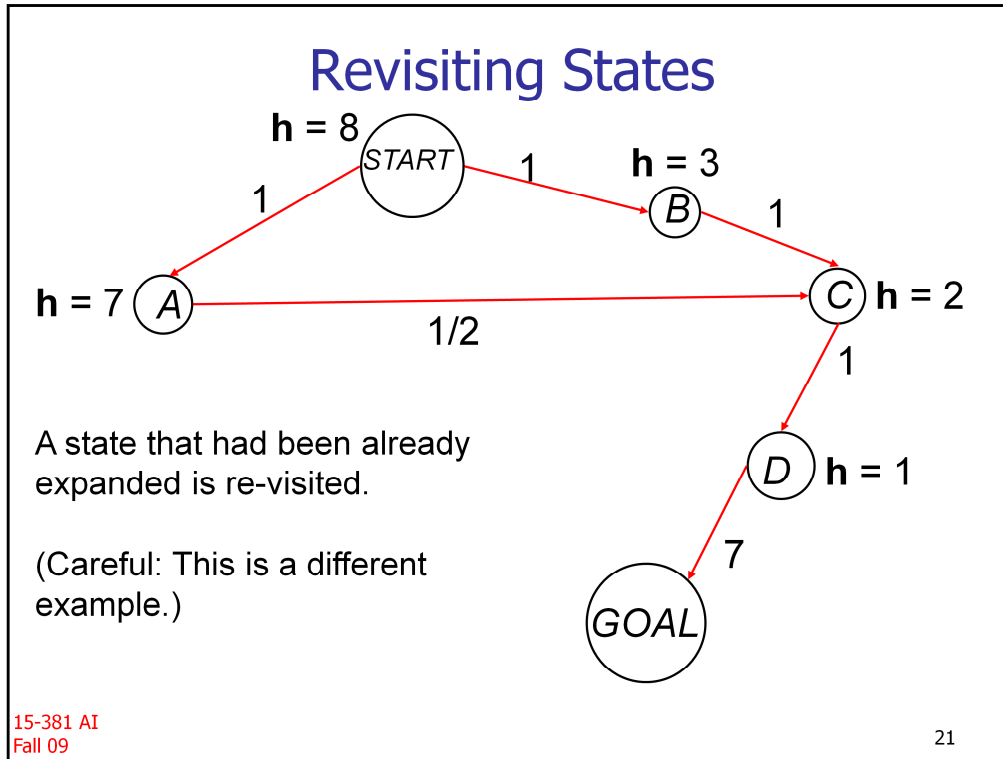 Revisiting States
h = 8
START
1
1
h = 3
B
1
h = 7
A
1/2
C
h = 2
1
A state that had been already
expanded is re-visited.
D
h = 1
(Careful: This is a different
example.)
7
GOAL
15-381 AI
Fall 09
21